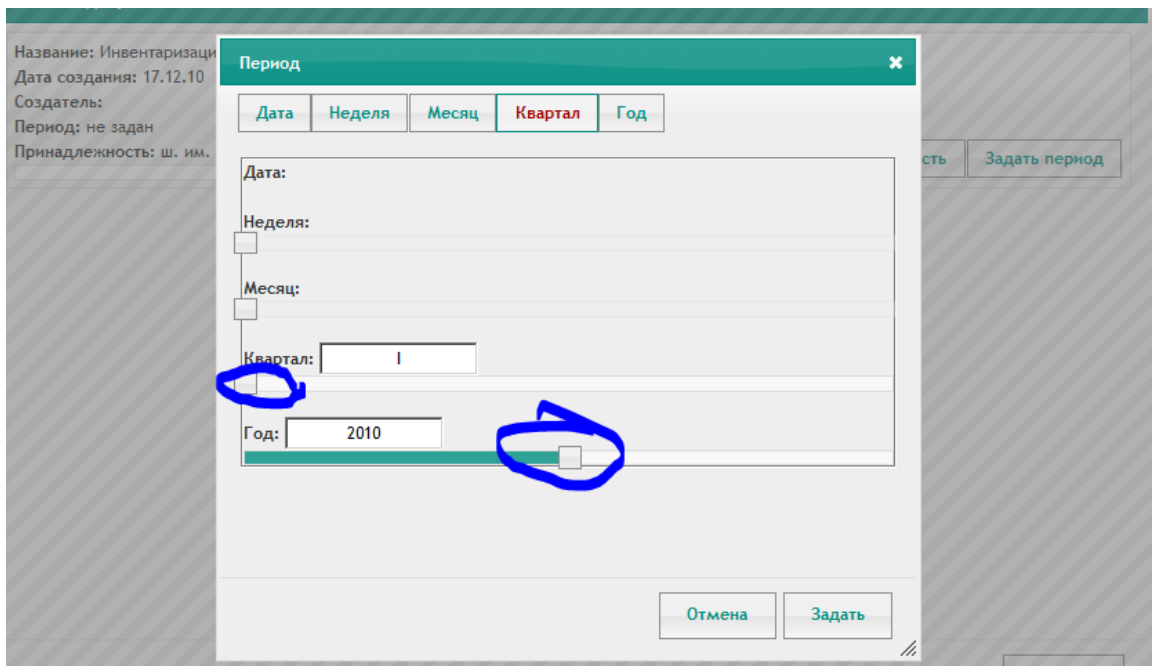 Название: Инвентаризаци
Дата создания: 17.12.10
Создатель:
Период: не задан
Принадлежность: ш. им.
сть
Задать период
Период
Дата
Неделя
Месяц
Квартал
Год
Дата:
Неделя:
Месяц:
Квартал: I
Год: 2010
Отмена
Задать